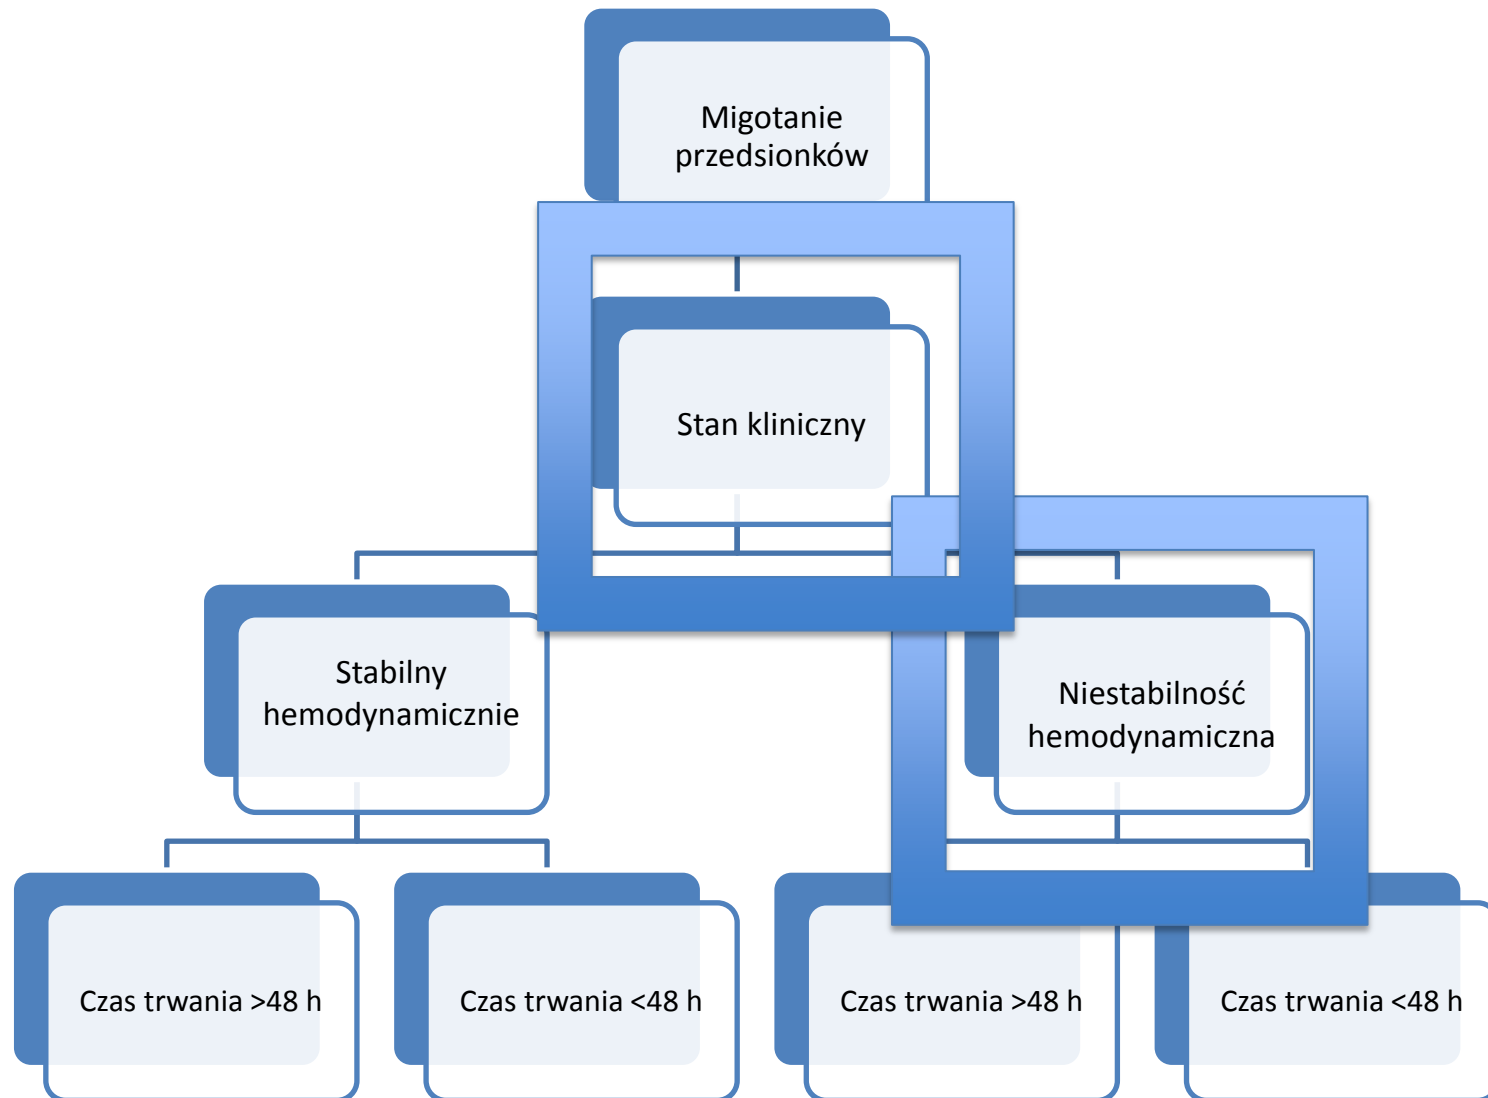 Migotanie
przedsionków
Stan kliniczny
Stabilny
hemodynamicznie
Niestabilność
hemodynamiczna
Czas trwania >48 h
Czas trwania <48 h
Czas trwania >48 h
Czas trwania <48 h